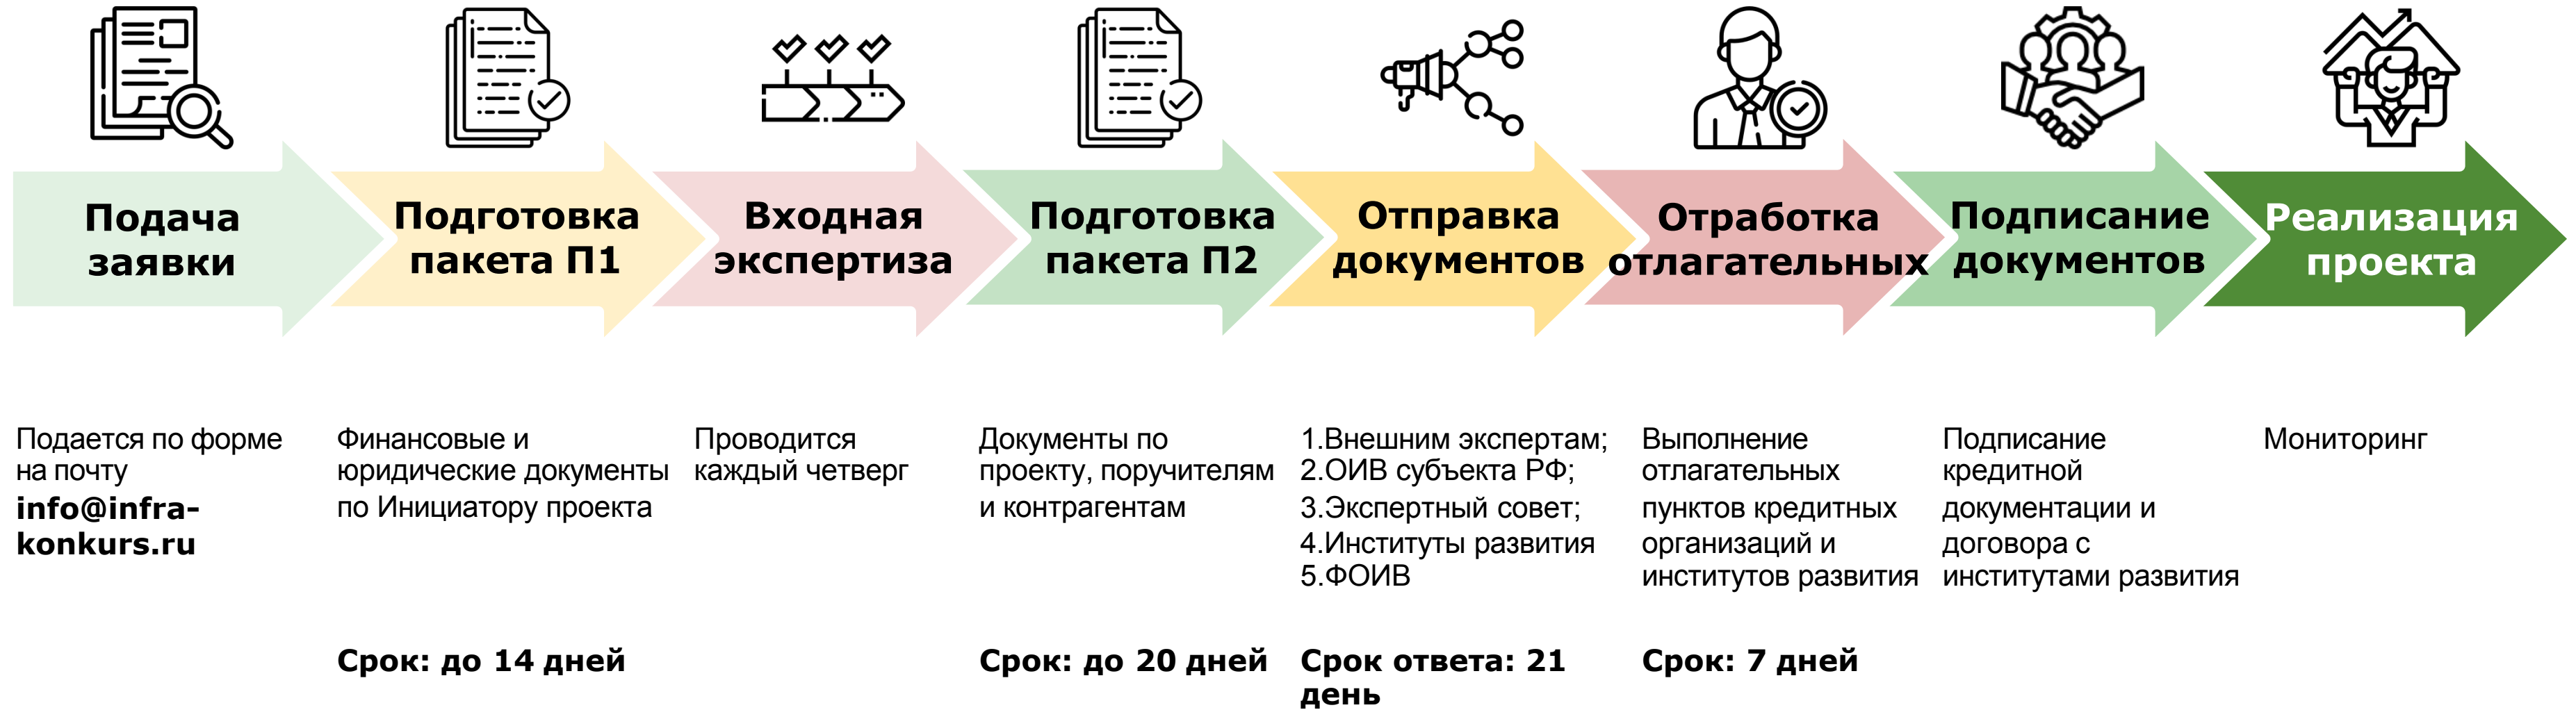 Подача
заявки
Подготовка
пакета П1
Входная
экспертиза
Подготовка
пакета П2
Отправка
документов
Отработка
отлагательных
Подписание
документов
Реализация
проекта
Подается по форме
на почту
info@infra-
konkurs.ru
Финансовые и
юридические документы
по Инициатору проекта
Срок: до 14 дней
Проводится
каждый четверг
Документы по
проекту, поручителям
и контрагентам
Срок: до 20 дней
1.Внешним экспертам;
2.ОИВ субъекта РФ;
3.Экспертный совет;
4.Институты развития
5.ФОИВ
Срок ответа: 21
день
Выполнение
отлагательных
пунктов кредитных
организаций и
институтов развития
Срок: 7 дней
Подписание
кредитной
документации и
договора с
институтами развития
Мониторинг